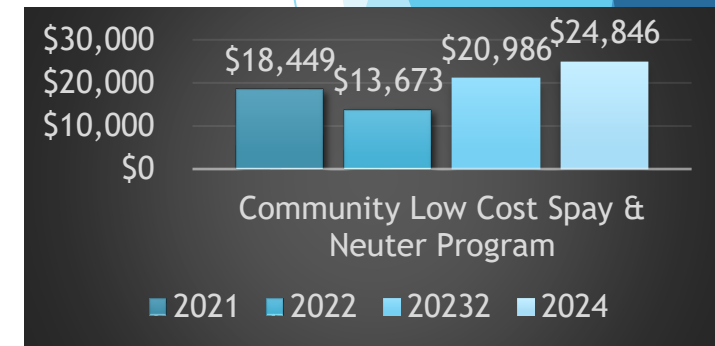 $30,000
$20,000
$10,000
$0
$18,449
$13,673
$20,986
$24,846
Community Low Cost Spay &
Neuter Program
2021 2022 20232 2024